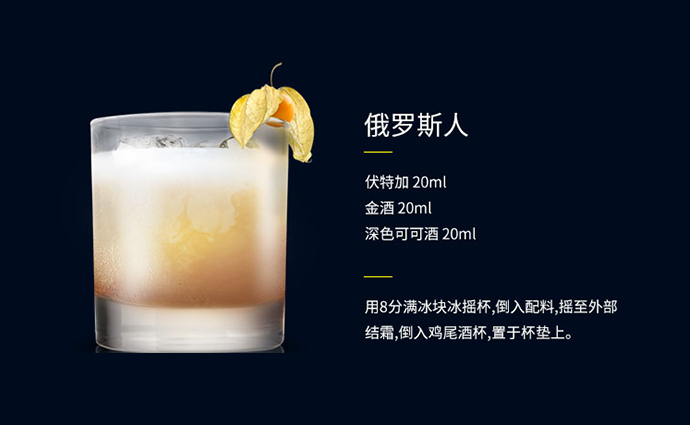 俄罗斯人
伏特加 20ml
金酒 20ml
深色可可酒 20ml
用8分满冰块冰摇杯,倒入配料,摇至外部
结霜,倒入鸡尾酒杯,置于杯垫上。